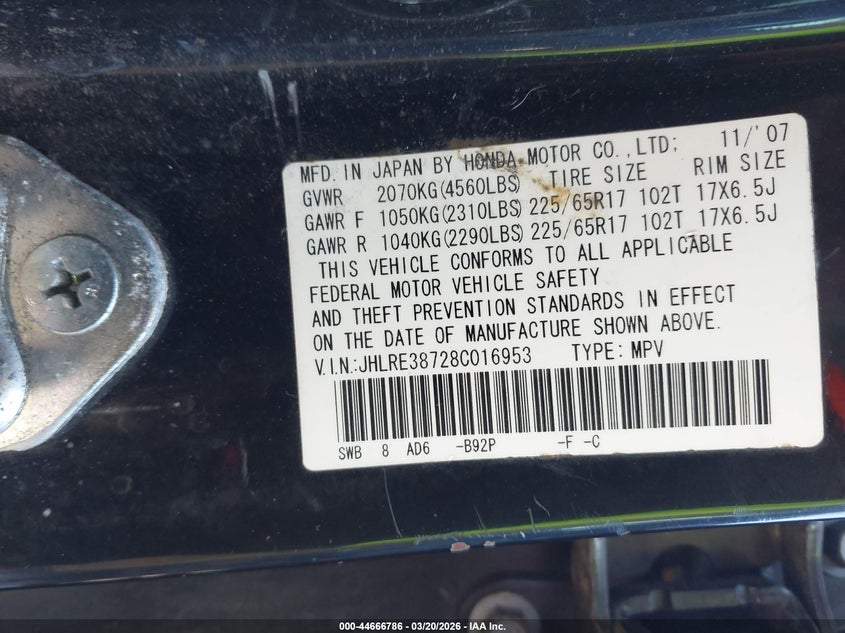 MFD. IN JAPAN BY HONDA MOTOR CO.,LTD; 11/'07
GVWR 2070KG(4560LBS) TIRE SIZE RIM SIZE
GAWR F 1050KG(2310LBS) 225/65R17 102T 17X6.5J
GAWR R 1040KG(2290LBS) 225/65R17 102T 17X6.5J
THIS VEHICLE CONFORMS TO ALL APPLICABLE
FEDERAL MOTOR VEHICLE SAFETY
AND THEFT PREVENTION STANDARDS IN EFFECT
ON THE DATE OF MANUFACTURE SHOWN ABOVE.
V.I.N:JHLRE38728C016953 TYPE: MPV
SWB 8 AD6 -B92P -F -C
000-44666786 - 03/20/2026 - IAA Inc.